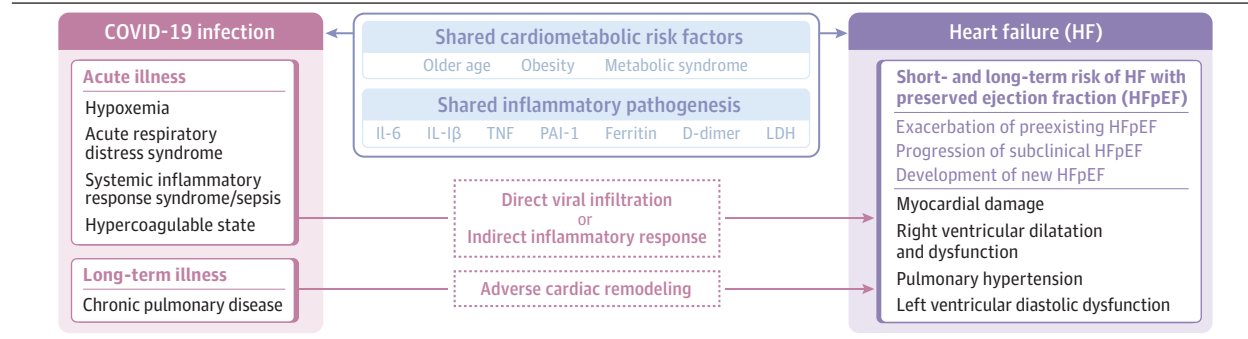 COVID-19 infection
Acute illness
Hypoxemia
Acute respiratory
distress syndrome
Systemic inflammatory
response syndrome/sepsis
Hypercoagulable state
Long-term illness
Chronic pulmonary disease
Shared cardiometabolic risk factors
Older age Obesity Metabolic syndrome
Shared inflammatory pathogenesis
Il-6 IL-Iβ TNF PAI-1 Ferritin D-dimer LDH
Direct viral infiltration
or
Indirect inflammatory response
Adverse cardiac remodeling
Heart failure (HF)
Short- and long-term risk of HF with
preserved ejection fraction (HFpEF)
Exacerbation of preexisting HFpEF
Progression of subclinical HFpEF
Development of new HFpEF
Myocardial damage
Right ventricular dilatation
and dysfunction
Pulmonary hypertension
Left ventricular diastolic dysfunction